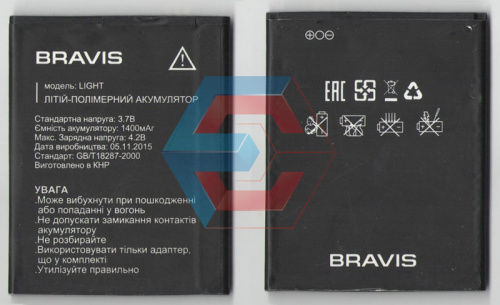 BRAVIS
модель: LIGHT
ЛІТІЙ-ПОЛІМЕРНИЙ АКУМУЛЯТОР
Стандартна напруга: 3.7В
Ємність акумулятору: 1400мАг
Макс. Зарядна напруга: 4.2В
Дата виробництва: 05.11.2015
Стандарт: GB/T18287-2000
Виготовлено в КНР
УВАГА
.Може вибухнути при пошкодженні
або попаданні у вогонь
.Не допускати замикання контактів
акумулятору
.Не розбирайте
.Використовувати тільки адаптер,
що у комплекті
.Утилізуйте правильно
EAC
BRAVIS